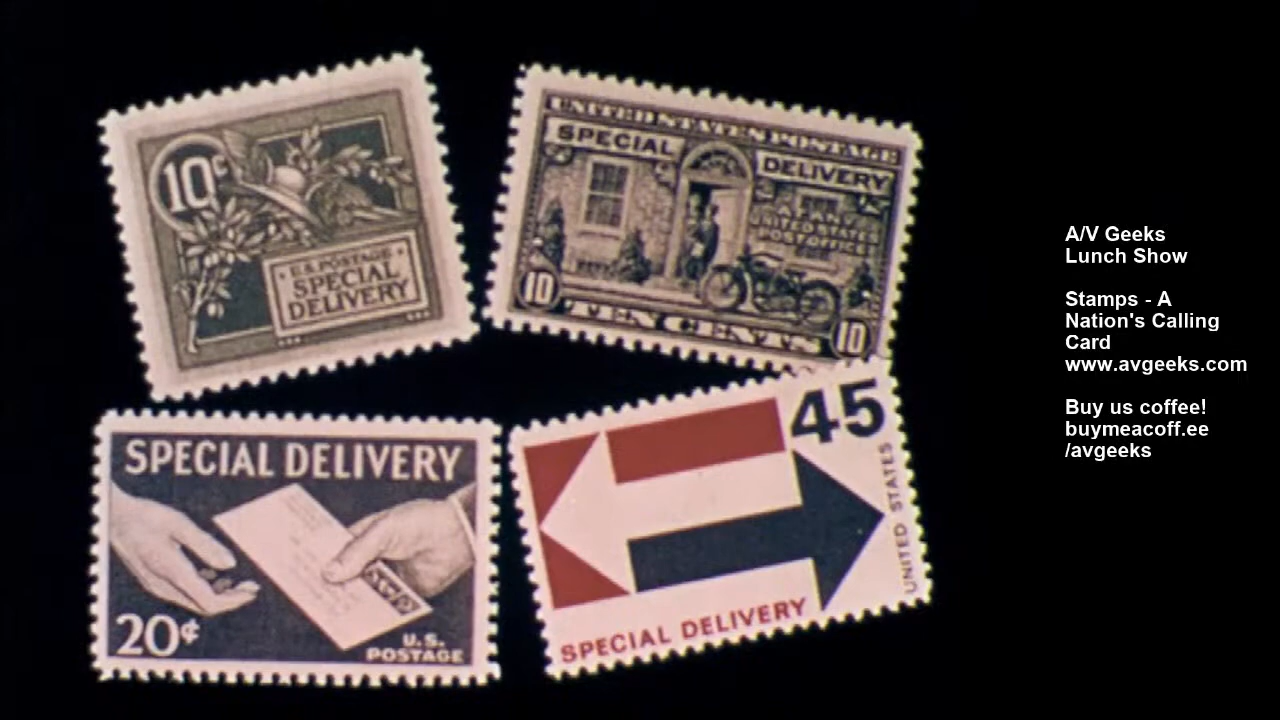 10¢
U.S. POSTAGE
SPECIAL
DELIVERY
UNITED STATES POSTAGE
SPECIAL
DELIVERY
AT ANY
UNITED STATES
POST OFFICE
10
TEN CENTS
10
SPECIAL DELIVERY
20¢
U.S.
POSTAGE
45
UNITED STATES
SPECIAL DELIVERY
A/V Geeks
Lunch Show
Stamps - A
Nation's Calling
Card
www.avgeeks.com
Buy us coffee!
buymeacoff.ee
/avgeeks